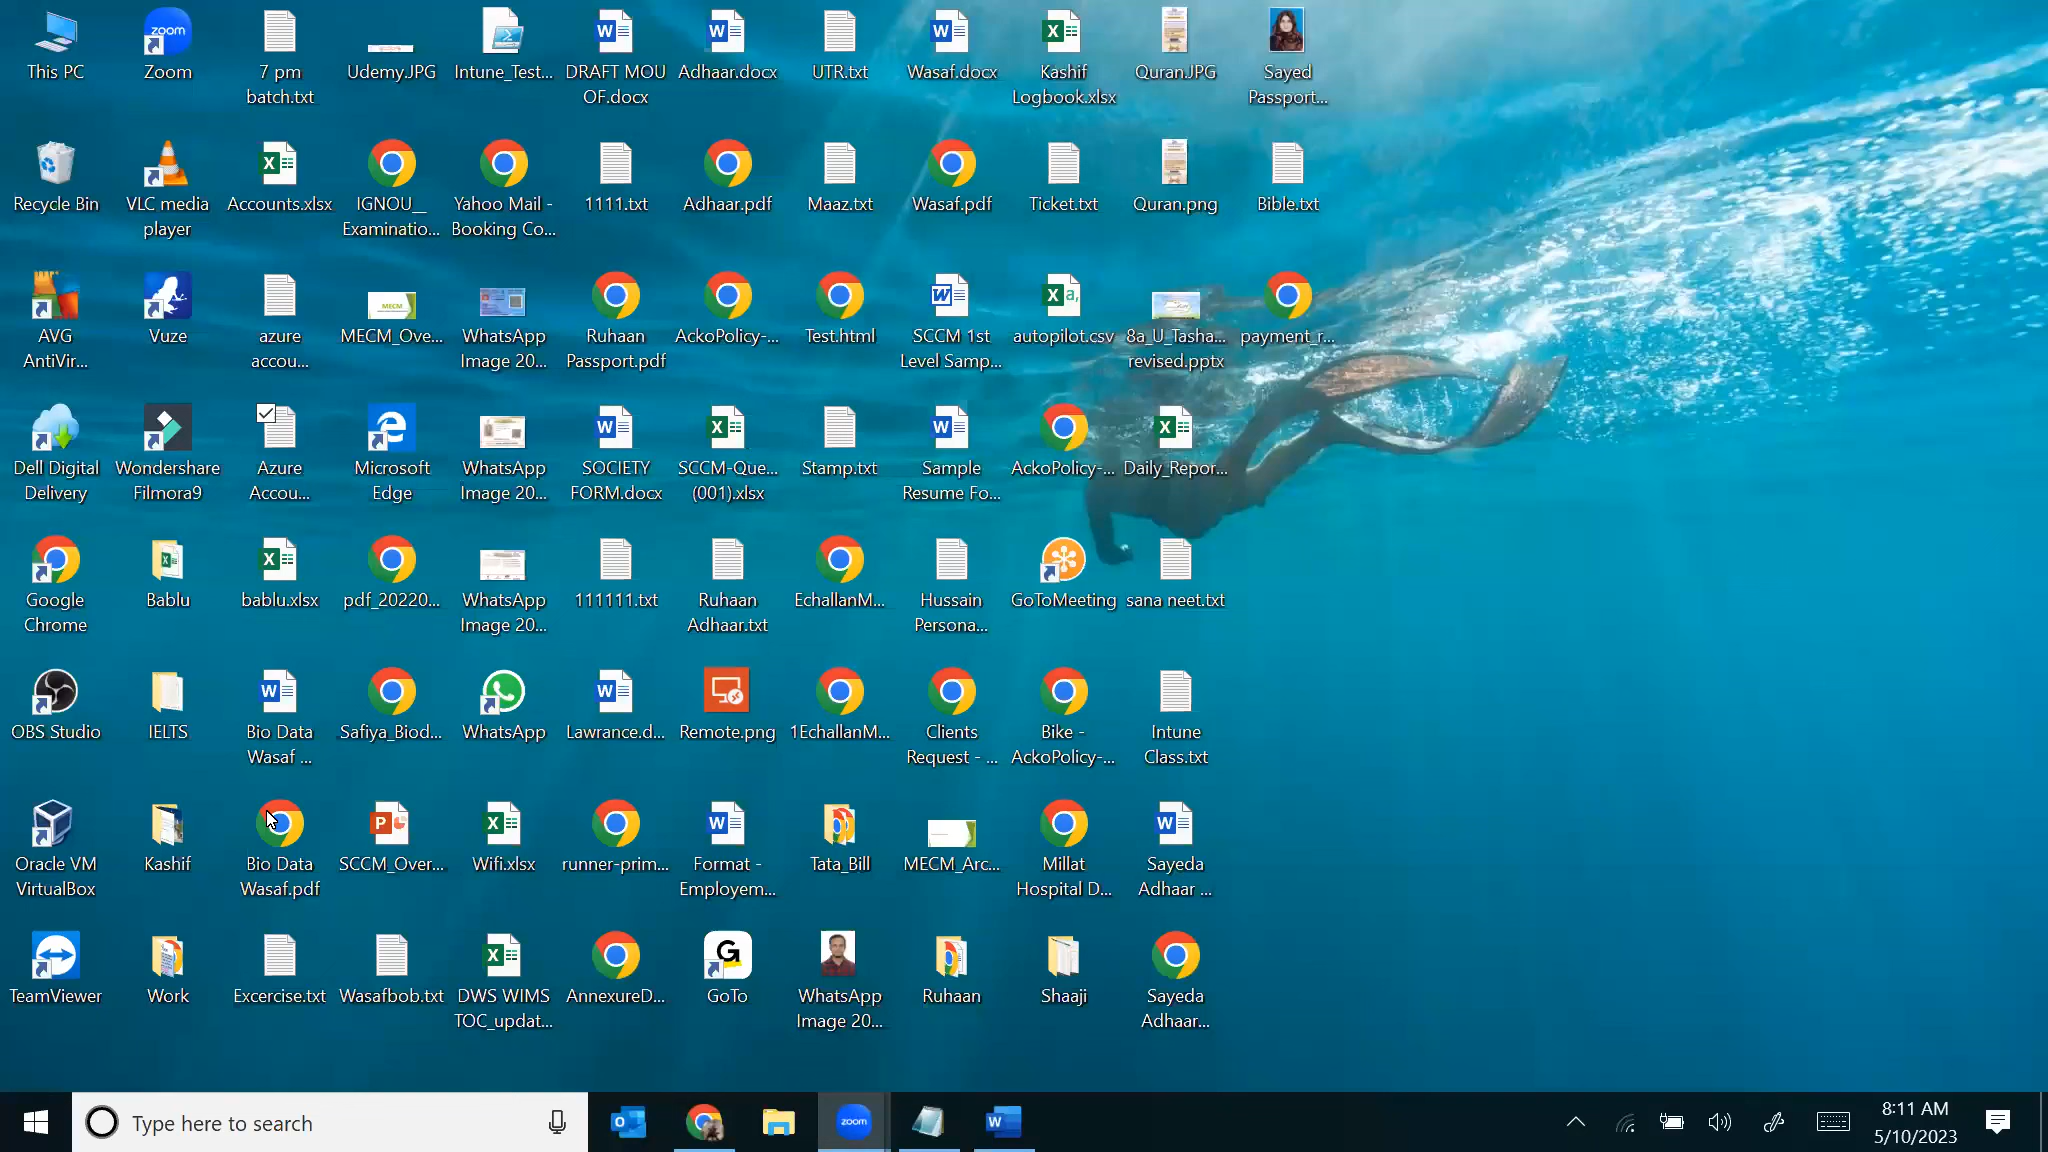 This PC
Zoom
7 pm
batch.txt
Udemy.JPG
Intune_Test...
DRAFT MOU
OF.docx
Adhaar.docx
UTR.txt
Wasaf.docx
Kashif
Logbook.xlsx
Quran.JPG
Sayed
Passport...
Recycle Bin
VLC media
player
Accounts.xlsx
IGNOU__
Examinatio...
Yahoo Mail -
Booking Co...
1111.txt
Adhaar.pdf
Maaz.txt
Wasaf.pdf
Ticket.txt
Quran.png
Bible.txt
AVG
AntiVir...
Vuze
azure
accou...
MECM
MECM_Ove...
WhatsApp
Image 20...
Ruhaan
Passport.pdf
AckoPolicy-...
Test.html
SCCM 1st
Level Samp...
autopilot.csv
8a_U_Tasha...
revised.pptx
payment_r...
Dell Digital
Delivery
Wondershare
Filmora9
Azure
Accou...
Microsoft
Edge
WhatsApp
Image 20...
SOCIETY
FORM.docx
SCCM-Que...
(001).xlsx
Stamp.txt
Sample
Resume Fo...
AckoPolicy-...
Daily_Repor...
Google
Chrome
Bablu
bablu.xlsx
pdf_20220...
WhatsApp
Image 20...
111111.txt
Ruhaan
Adhaar.txt
EchallanM...
Hussain
Persona...
GoToMeeting
sana neet.txt
OBS Studio
IELTS
Bio Data
Wasaf ...
Safiya_Biod...
WhatsApp
Lawrance.d...
Remote.png
1EchallanM...
Clients
Request - ...
Bike -
AckoPolicy-...
Intune
Class.txt
Oracle VM
VirtualBox
Kashif
Bio Data
Wasaf.pdf
SCCM_Over...
Wifi.xlsx
runner-prim...
Format -
Employem...
Tata_Bill
MECM_Arc...
Millat
Hospital D...
Sayeda
Adhaar ...
TeamViewer
Work
Excercise.txt
Wasafbob.txt
DWS WIMS
TOC_updat...
AnnexureD...
GoTo
WhatsApp
Image 20...
Ruhaan
Shaaji
Sayeda
Adhaar...
Type here to search
zoom
8:11 AM
5/10/2023